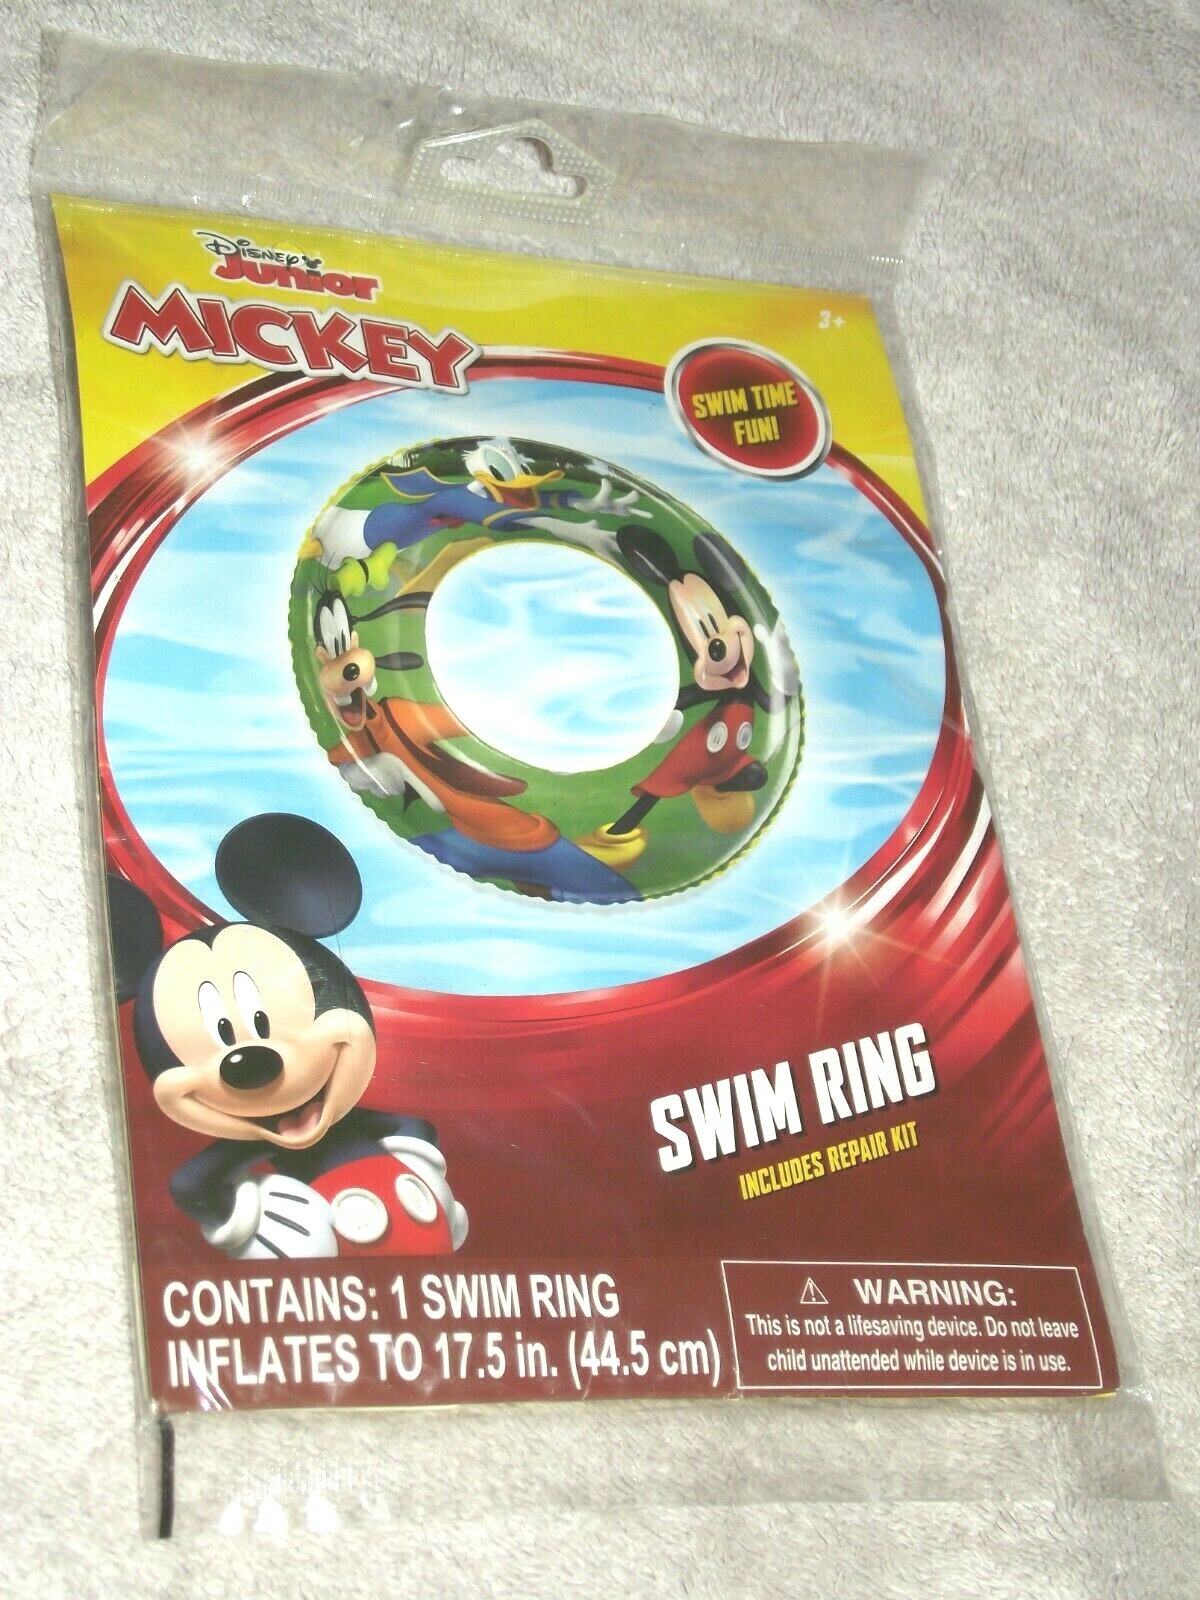 Disney
Junior
MICKEY
3+
SWIM TIME
FUN!
SWIM RING
INCLUDES REPAIR KIT
CONTAINS: 1 SWIM RING
INFLATES TO 17.5 in. (44.5 cm)
⚠ WARNING:
This is not a lifesaving device. Do not leave
child unattended while device is in use.